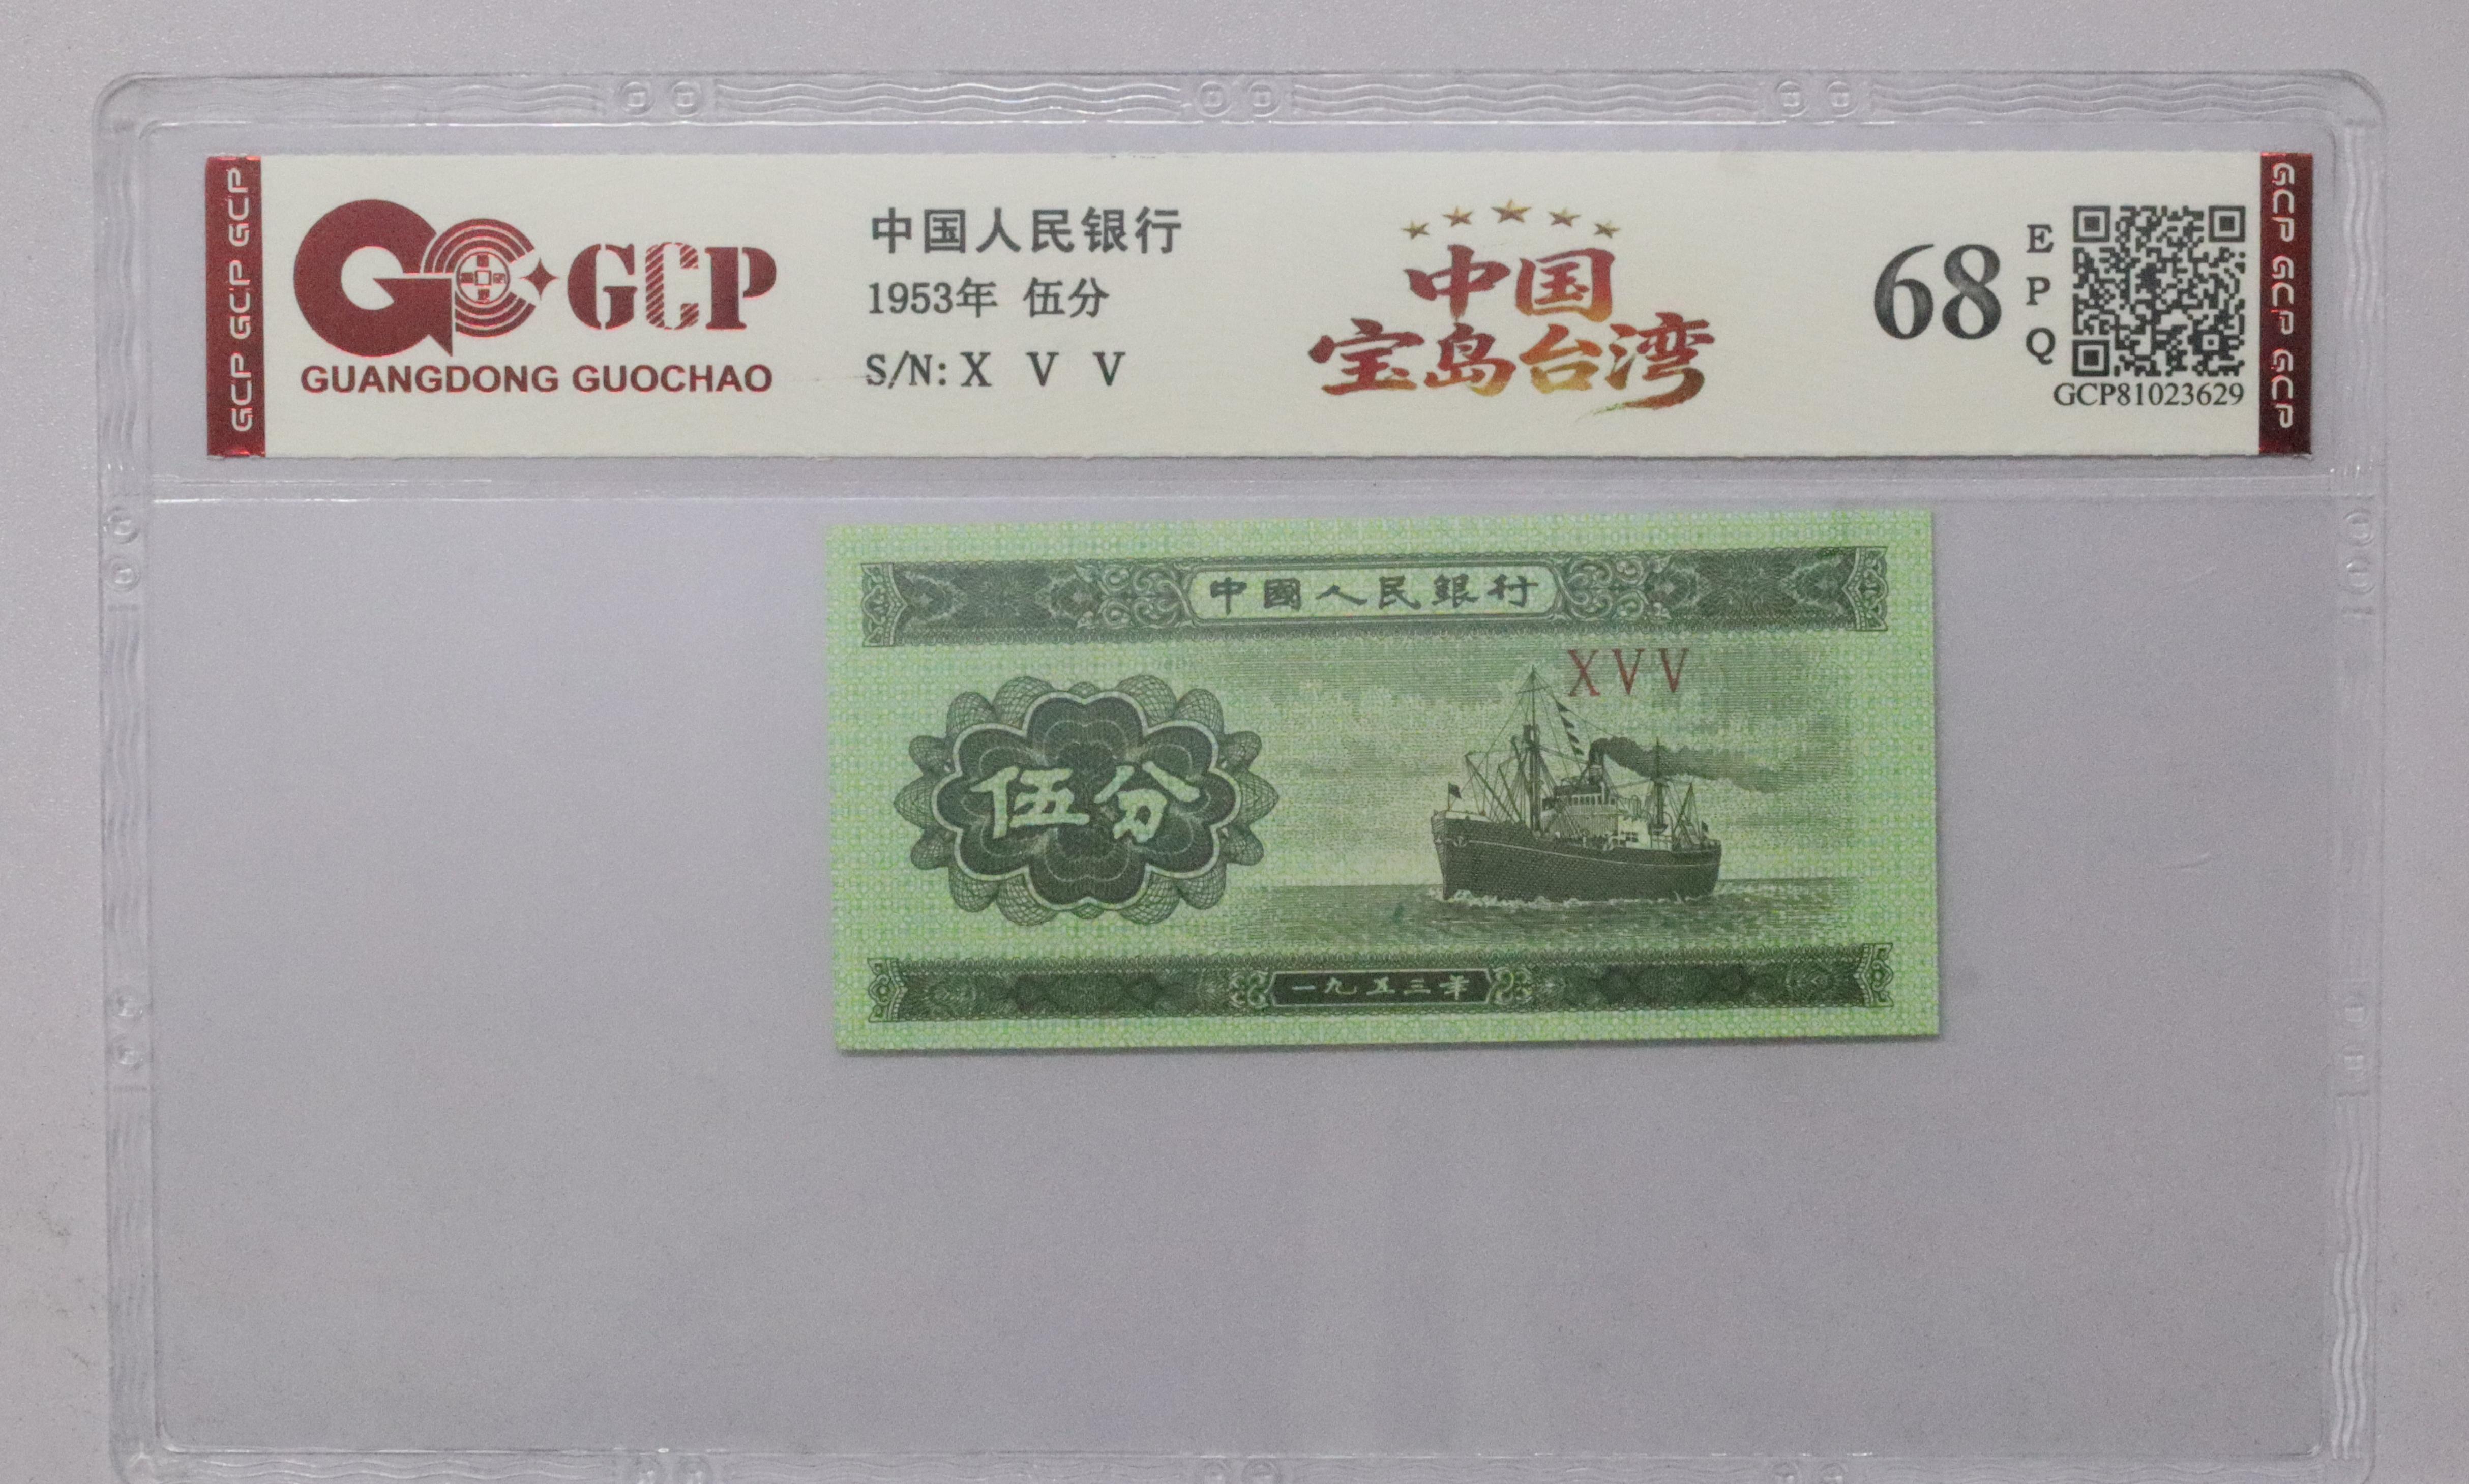 GCP GCP GCP
GCP
GUANGDONG GUOCHAO
中国人民银行
1953年 伍分
S/N: X V V
中国
宝岛台湾
68
EPQ
GCP81023629
GCP GCP GCP
中國人民銀行
XVV
伍分
一九五三年